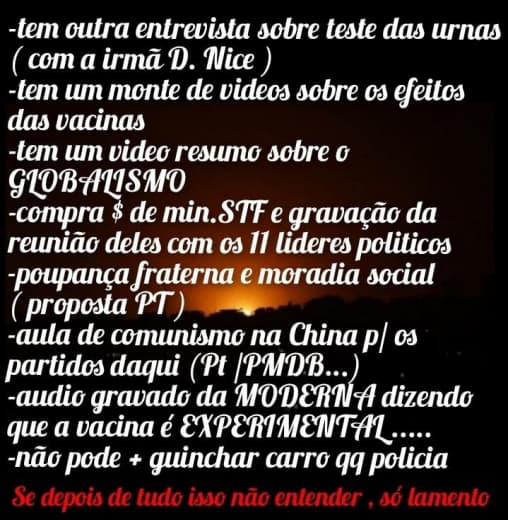 -tem outra entrevista sobre teste das urnas
( com a irmã D. Nice )
-tem um monte de videos sobre os efeitos
das vacinas
-tem um video resumo sobre o
GLOBALISMO
-compra $ de min.STF e gravação da
reunião deles com os 11 lideres politicos
-poupança fraterna e moradia social
( proposta PT )
-aula de comunismo na China p/ os
partidos daqui (Pt /PMDB...)
-audio gravado da MODERNA dizendo
que a vacina é EXPERIMENTAL .....
-não pode + guinchar carro qq policia
Se depois de tudo isso não entender , só lamento